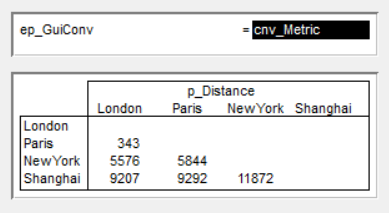 ep_GuiConv = cnv_Metric
p_Distance
London Paris NewYork Shanghai
London
Paris 343
NewYork 5576 5844
Shanghai 9207 9292 11872